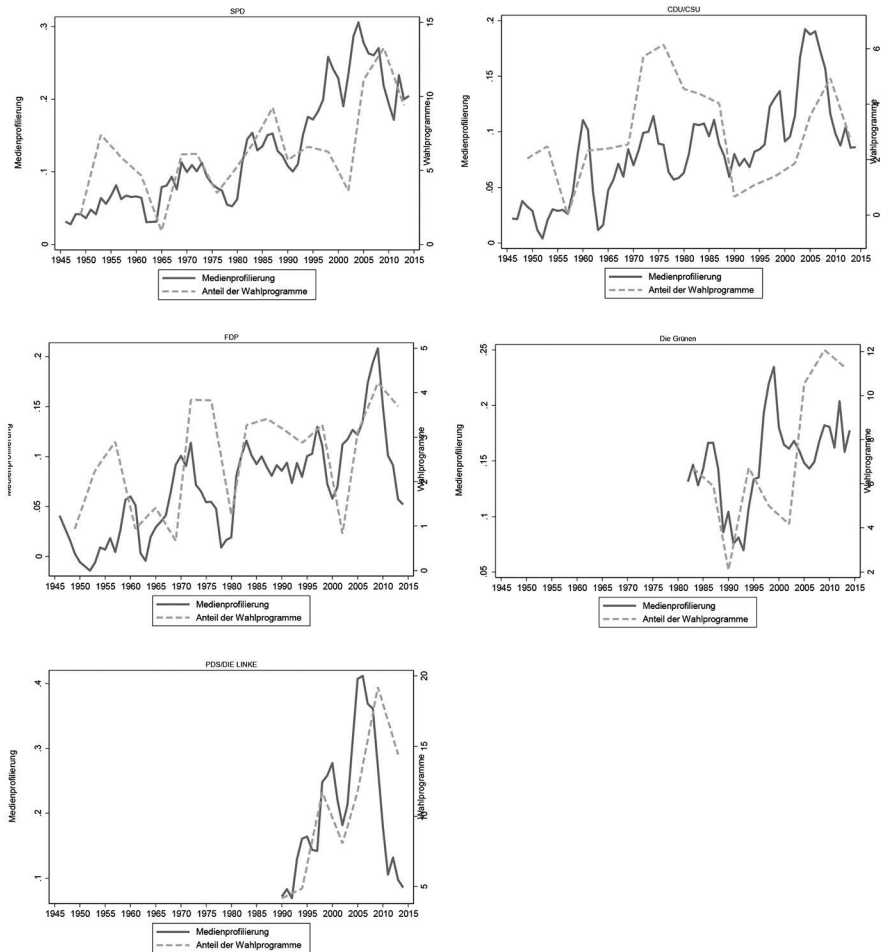 SPD
Medienprofilierung
.3
.2
.1
0
15
10
5
0
Wahlprogramme
1945 1950 1955 1960 1965 1970 1975 1980 1985 1990 1995 2000 2005 2010 2015
Medienprofilierung
Anteil der Wahlprogramme
CDU/CSU
Medienprofilierung
.2
.15
.1
.05
0
6
4
2
0
Wahlprogramme
1945 1950 1955 1960 1965 1970 1975 1980 1985 1990 1995 2000 2005 2010 2015
Medienprofilierung
Anteil der Wahlprogramme
FDP
Medienprofilierung
.2
.15
.1
.05
0
5
4
3
2
1
0
Wahlprogramme
1945 1950 1955 1960 1965 1970 1975 1980 1985 1990 1995 2000 2005 2010 2015
Medienprofilierung
Anteil der Wahlprogramme
Die Grünen
Medienprofilierung
.25
.2
.15
.1
.05
12
10
8
6
4
2
Wahlprogramme
1945 1950 1955 1960 1965 1970 1975 1980 1985 1990 1995 2000 2005 2010 2015
Medienprofilierung
Anteil der Wahlprogramme
PDS/DIE LINKE
Medienprofilierung
.4
.3
.2
.1
20
15
10
5
Wahlprogramme
1945 1950 1955 1960 1965 1970 1975 1980 1985 1990 1995 2000 2005 2010 2015
Medienprofilierung
Anteil der Wahlprogramme